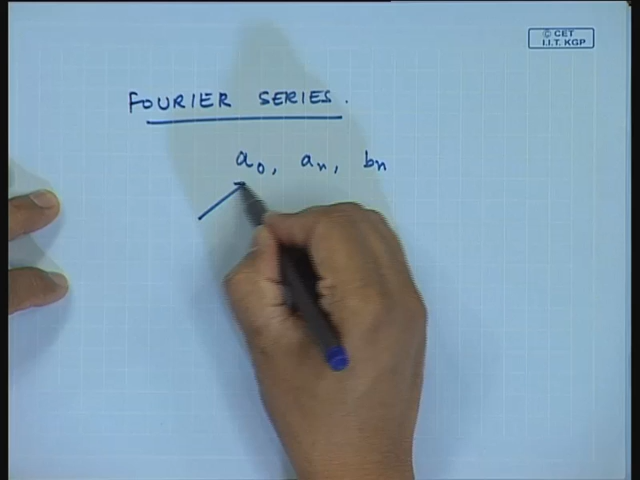 © CET
I.I.T. KGP
FOURIER SERIES.
a₀, aₙ, bₙ